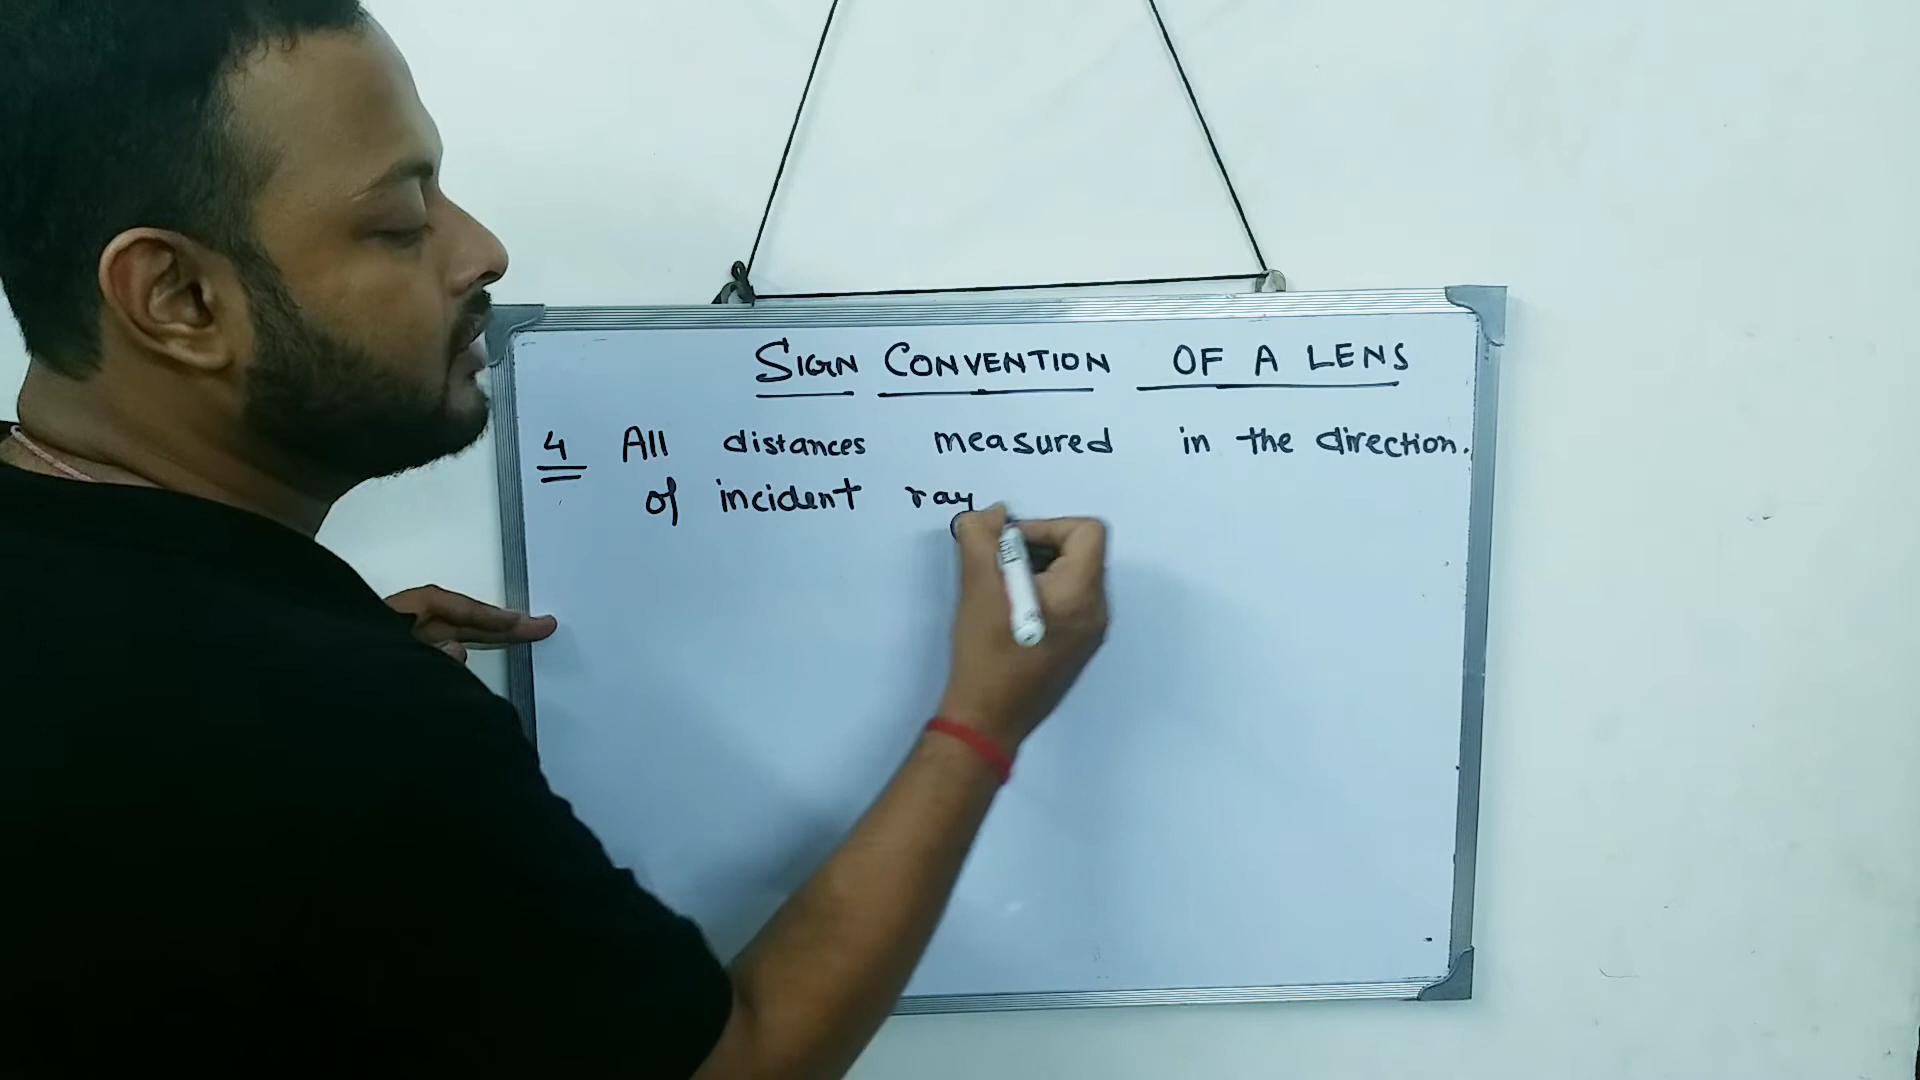 SIGN CONVENTION OF A LENS
4 All distances measured in the direction.
of incident ray